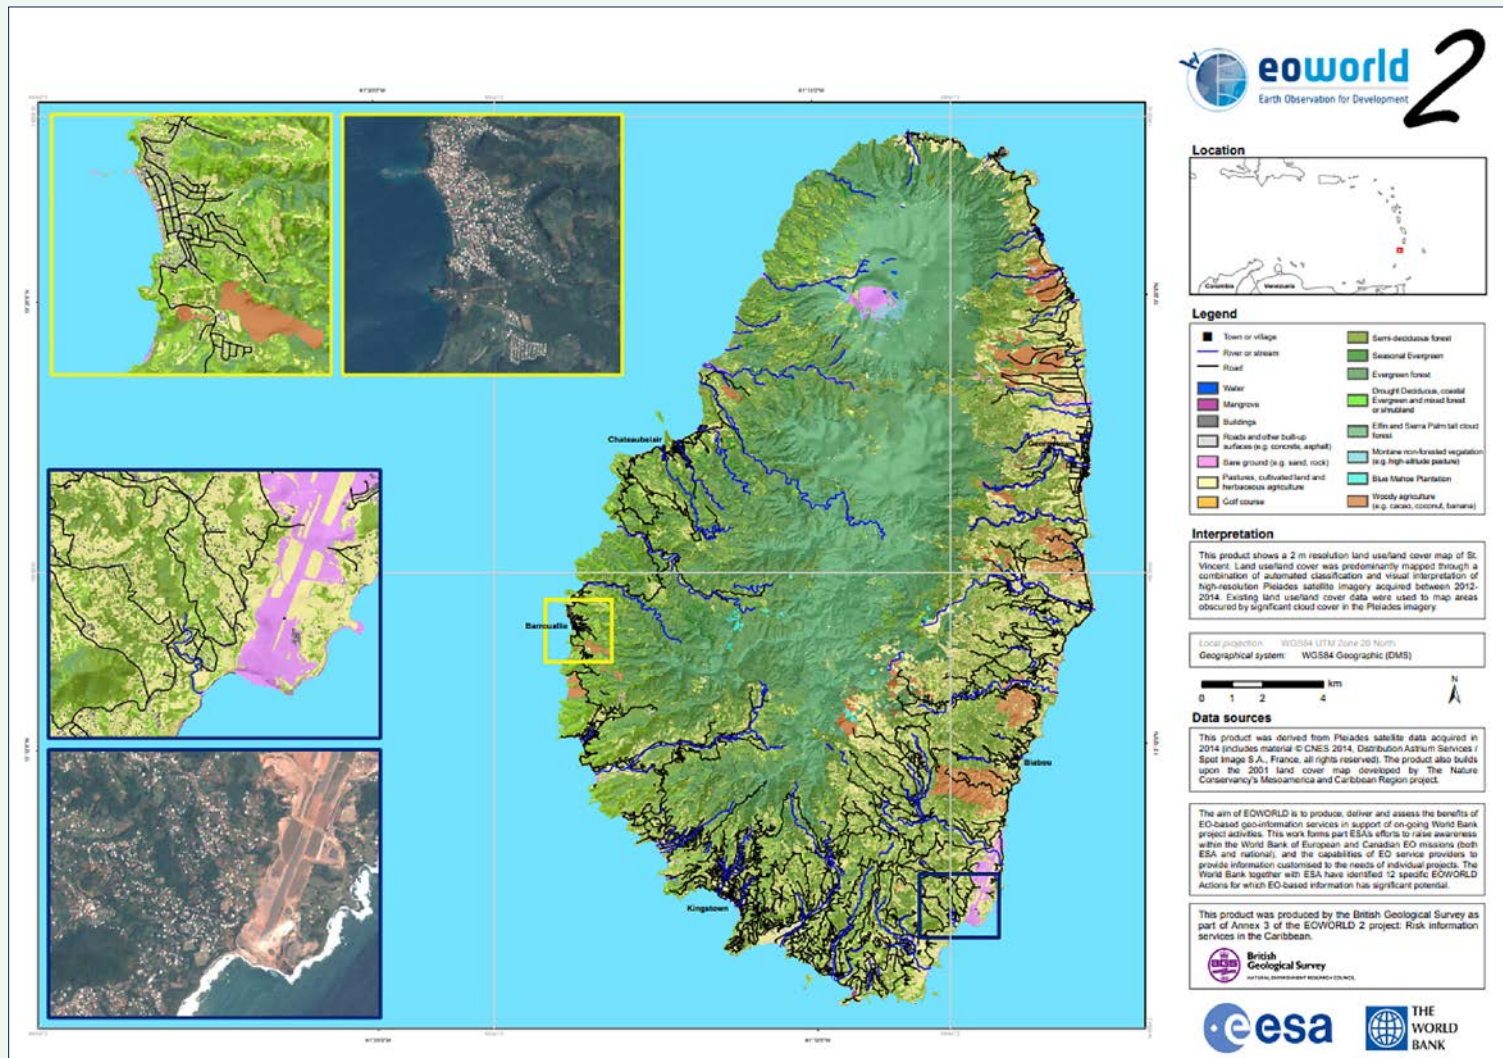 eoworld 2
Earth Observation for Development
Location
Colombia
Venezuela
Legend
Town or village
River or stream
Road
Water
Mangrove
Buildings
Roads and other built-up
surfaces (e.g. concrete, asphalt)
Bare ground (e.g. sand, rock)
Pastures, cultivated land and
herbaceous agriculture
Golf course
Semi-deciduous forest
Seasonal Evergreen
Evergreen forest
Drought Deciduous, coastal
Evergreen and mixed forest
or shrubland
Elfin and Sierra Palm tall cloud
forest
Montane non-forested vegatation
(e.g. high-altitude pasture)
Blue Mahoe Plantation
Woody agriculture
(e.g. cacao, coconut, banana)
Interpretation
This product shows a 2 m resolution land use/land cover map of St.
Vincent. Land use/land cover was predominantly mapped through a
combination of automated classification and visual interpretation of
high-resolution Pleiades satellite imagery acquired between 2012-
2014. Existing land use/land cover data were used to map areas
obscured by significant cloud cover in the Pleiades imagery.
Local projection: WGS84 UTM Zone 20 North
Geographical system: WGS84 Geographic (DMS)
km
0 1 2 4
N
Data sources
This product was derived from Pleiades satellite data acquired in
2014 (includes material © CNES 2014, Distribution Astrium Services /
Spot Image S.A., France, all rights reserved). The product also builds
upon the 2001 land cover map developed by The Nature
Conservancy's Mesoamerica and Caribbean Region project.
The aim of EOWORLD is to produce, deliver and assess the benefits of
EO-based geo-information services in support of on-going World Bank
project activities. This work forms part ESA's efforts to raise awareness
within the World Bank of European and Canadian EO missions (both
ESA and national), and the capabilities of EO service providers to
provide information customised to the needs of individual projects. The
World Bank together with ESA have identified 12 specific EOWORLD
Actions for which EO-based information has significant potential.
This product was produced by the British Geological Survey as
part of Annex 3 of the EOWORLD 2 project: Risk information
services in the Caribbean.
BGS
British
Geological Survey
NATURAL ENVIRONMENT RESEARCH COUNCIL
esa
THE
WORLD
BANK
Chateaubelair
Barrouallie
Biabou
Kingstown